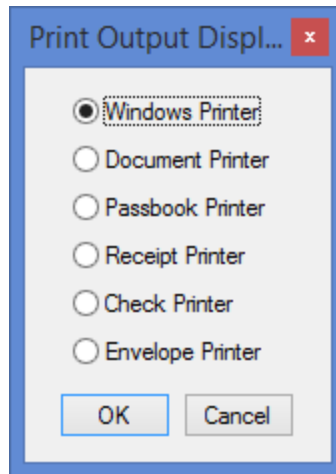 Print Output Displ...
x
Windows Printer
Document Printer
Passbook Printer
Receipt Printer
Check Printer
Envelope Printer
OK Cancel